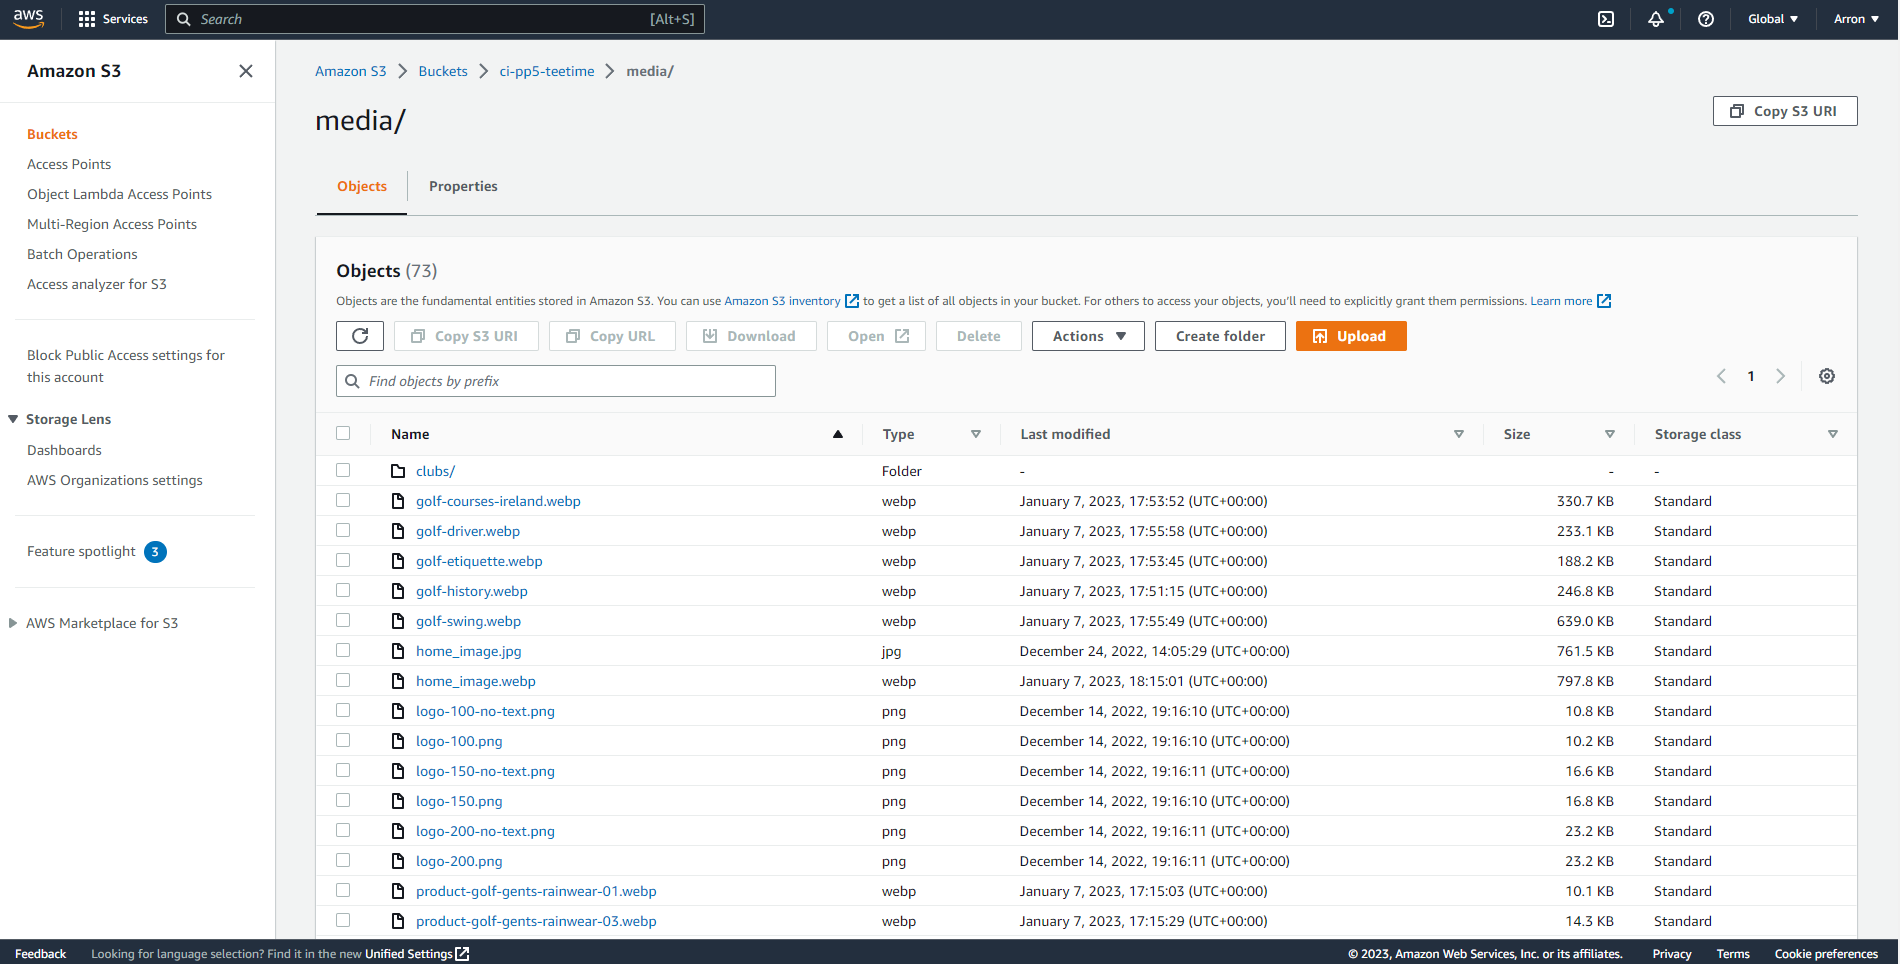 aws Services Search [Alt+S] Global Arron
Amazon S3
Buckets
Access Points
Object Lambda Access Points
Multi-Region Access Points
Batch Operations
Access analyzer for S3
Block Public Access settings for
this account
Storage Lens
Dashboards
AWS Organizations settings
Feature spotlight 3
AWS Marketplace for S3
Amazon S3 Buckets ci-pp5-teetime media/
media/
Copy S3 URI
Objects Properties
Objects (73)
Objects are the fundamental entities stored in Amazon S3. You can use Amazon S3 inventory to get a list of all objects in your bucket. For others to access your objects, you'll need to explicitly grant them permissions. Learn more
Copy S3 URI Copy URL Download Open Delete Actions Create folder Upload
Find objects by prefix 1
Name Type Last modified Size Storage class
clubs/ Folder - - -
golf-courses-ireland.webp webp January 7, 2023, 17:53:52 (UTC+00:00) 330.7 KB Standard
golf-driver.webp webp January 7, 2023, 17:55:58 (UTC+00:00) 233.1 KB Standard
golf-etiquette.webp webp January 7, 2023, 17:53:45 (UTC+00:00) 188.2 KB Standard
golf-history.webp webp January 7, 2023, 17:51:15 (UTC+00:00) 246.8 KB Standard
golf-swing.webp webp January 7, 2023, 17:55:49 (UTC+00:00) 639.0 KB Standard
home_image.jpg jpg December 24, 2022, 14:05:29 (UTC+00:00) 761.5 KB Standard
home_image.webp webp January 7, 2023, 18:15:01 (UTC+00:00) 797.8 KB Standard
logo-100-no-text.png png December 14, 2022, 19:16:10 (UTC+00:00) 10.8 KB Standard
logo-100.png png December 14, 2022, 19:16:10 (UTC+00:00) 10.2 KB Standard
logo-150-no-text.png png December 14, 2022, 19:16:11 (UTC+00:00) 16.6 KB Standard
logo-150.png png December 14, 2022, 19:16:10 (UTC+00:00) 16.8 KB Standard
logo-200-no-text.png png December 14, 2022, 19:16:11 (UTC+00:00) 23.2 KB Standard
logo-200.png png December 14, 2022, 19:16:11 (UTC+00:00) 23.2 KB Standard
product-golf-gents-rainwear-01.webp webp January 7, 2023, 17:15:03 (UTC+00:00) 10.1 KB Standard
product-golf-gents-rainwear-03.webp webp January 7, 2023, 17:15:29 (UTC+00:00) 14.3 KB Standard
Feedback Looking for language selection? Find it in the new Unified Settings © 2023, Amazon Web Services, Inc. or its affiliates. Privacy Terms Cookie preferences